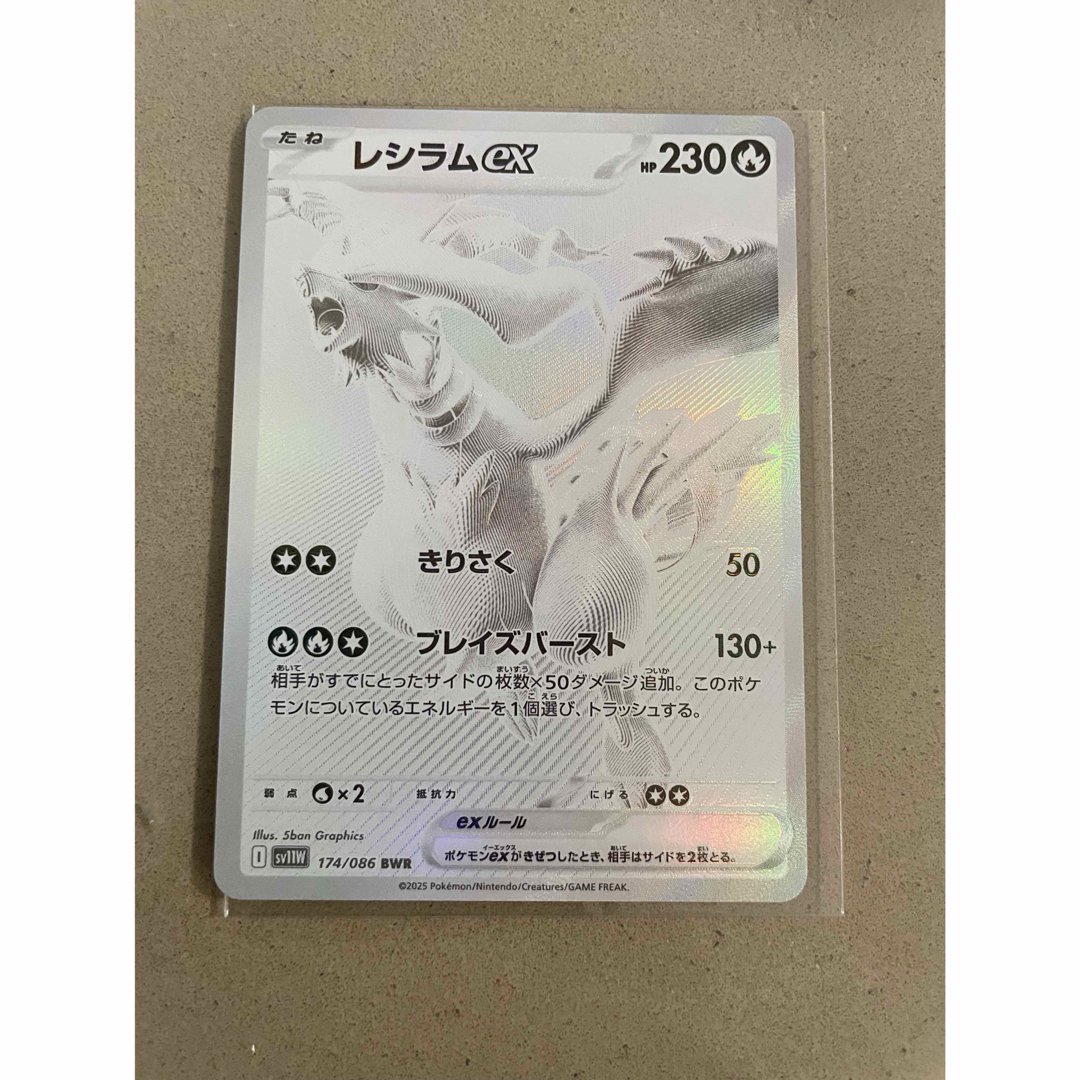 たね
レシラムex
HP230
きりさく 50
ブレイズバースト 130+
相手がすでにとったサイドの枚数×50ダメージ追加。このポケ
モンについているエネルギーを1個選び、トラッシュする。
弱点 ×2 抵抗力 にげる
Illus. 5ban Graphics
exルール
ポケモンexがきぜつしたとき、相手はサイドを2枚とる。
I SV11W 174/086 BWR
©2025 Pokémon/Nintendo/Creatures/GAME FREAK.